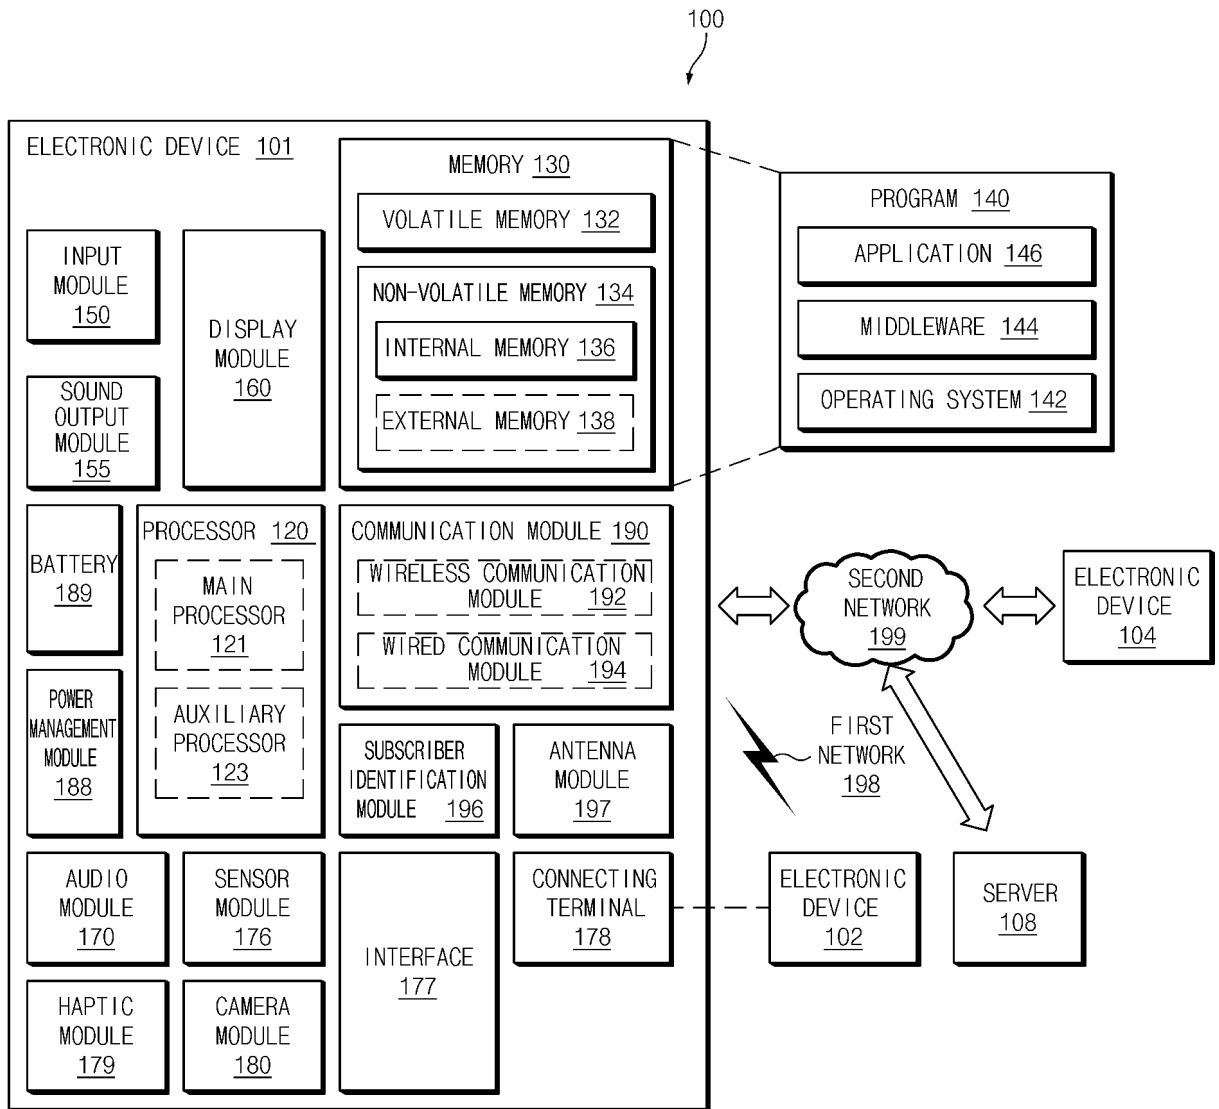 100
ELECTRONIC DEVICE 101
MEMORY 130
VOLATILE MEMORY 132
NON-VOLATILE MEMORY 134
INTERNAL MEMORY 136
EXTERNAL MEMORY 138
PROGRAM 140
APPLICATION 146
MIDDLEWARE 144
OPERATING SYSTEM 142
INPUT
MODULE
150
DISPLAY
MODULE
160
SOUND
OUTPUT
MODULE
155
BATTERY
189
PROCESSOR 120
MAIN
PROCESSOR
121
AUXILIARY
PROCESSOR
123
COMMUNICATION MODULE 190
WIRELESS COMMUNICATION
MODULE 192
WIRED COMMUNICATION
MODULE 194
SECOND
NETWORK
199
ELECTRONIC
DEVICE
104
POWER
MANAGEMENT
MODULE
188
SUBSCRIBER
IDENTIFICATION
MODULE 196
ANTENNA
MODULE
197
FIRST
NETWORK
198
AUDIO
MODULE
170
SENSOR
MODULE
176
INTERFACE
177
CONNECTING
TERMINAL
178
ELECTRONIC
DEVICE
102
SERVER
108
HAPTIC
MODULE
179
CAMERA
MODULE
180